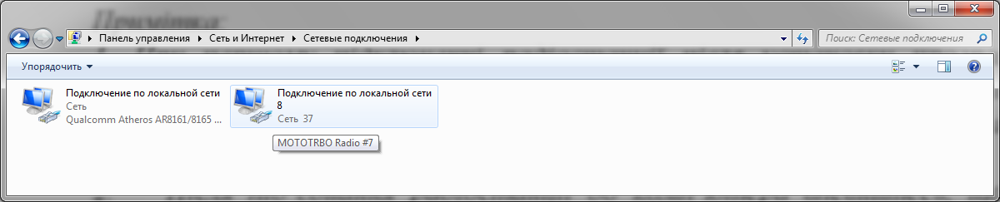 Примітка:
Панель управления Сеть и Интернет Сетевые подключения
Поиск: Сетевые подключения
Упорядочить
Подключение по локальной сети
Сеть
Qualcomm Atheros AR8161/8165 ...
Подключение по локальной сети
8
Сеть 37
MOTOTRBO Radio #7